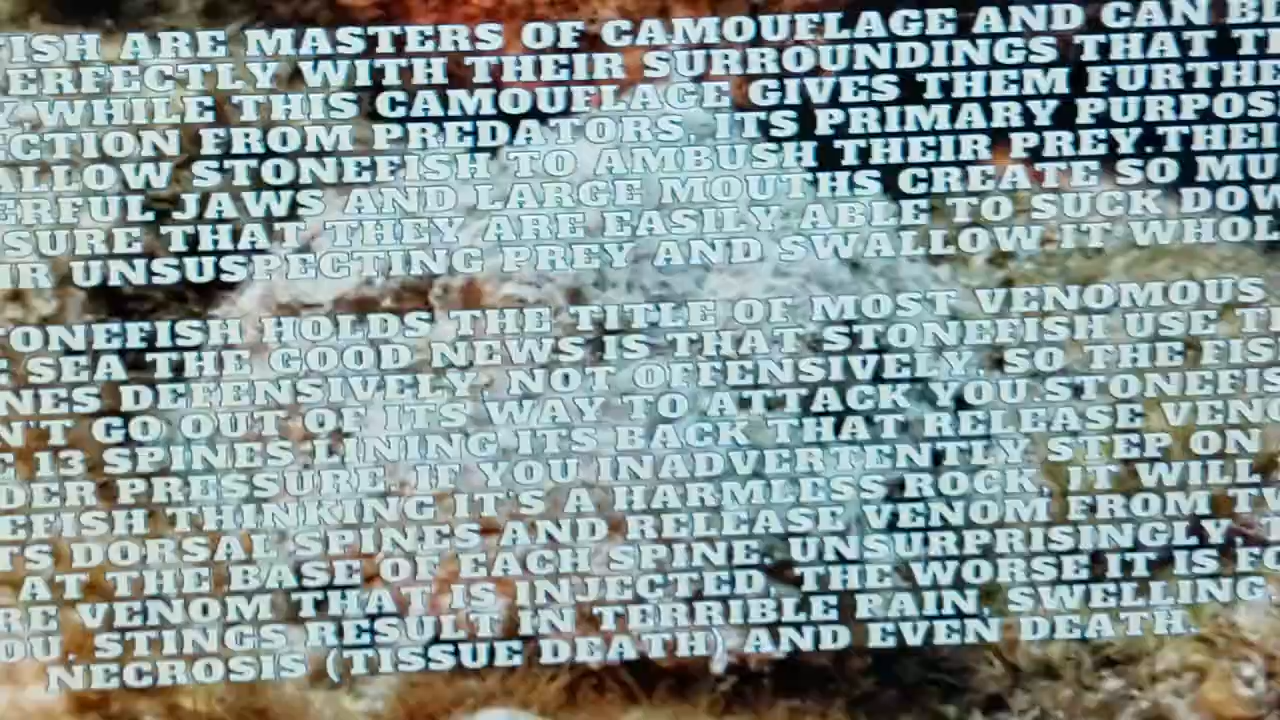 FISH ARE MASTERS OF CAMOUFLAGE AND CAN BL
ERFECTLY WITH THEIR SURROUNDINGS THAT TH
Y.WHILE THIS CAMOUFLAGE GIVES THEM FURTHE
ECTION FROM PREDATORS, ITS PRIMARY PURPOS
ALLOW STONEFISH TO AMBUSH THEIR PREY.THEI
ERFUL JAWS AND LARGE MOUTHS CREATE SO MU
SURE THAT THEY ARE EASILY ABLE TO SUCK DOW
IR UNSUSPECTING PREY AND SWALLOW IT WHOL
ONEFISH HOLDS THE TITLE OF MOST VENOMOUS
E SEA THE GOOD NEWS IS THAT STONEFISH USE TH
NES DEFENSIVELY, NOT OFFENSIVELY, SO THE FIS
N'T GO OUT OF ITS WAY TO ATTACK YOU.STONEFIS
E 13 SPINES LINING ITS BACK THAT RELEASE VENO
DER PRESSURE. IF YOU INADVERTENTLY STEP ON
EFISH THINKING IT'S A HARMLESS ROCK, IT WILL
TS DORSAL SPINES AND RELEASE VENOM FROM TW
AT THE BASE OF EACH SPINE. UNSURPRISINGLY, T
RE VENOM THAT IS INJECTED, THE WORSE IT IS FO
OU. STINGS RESULT IN TERRIBLE PAIN, SWELLING,
NECROSIS (TISSUE DEATH) AND EVEN DEATH.